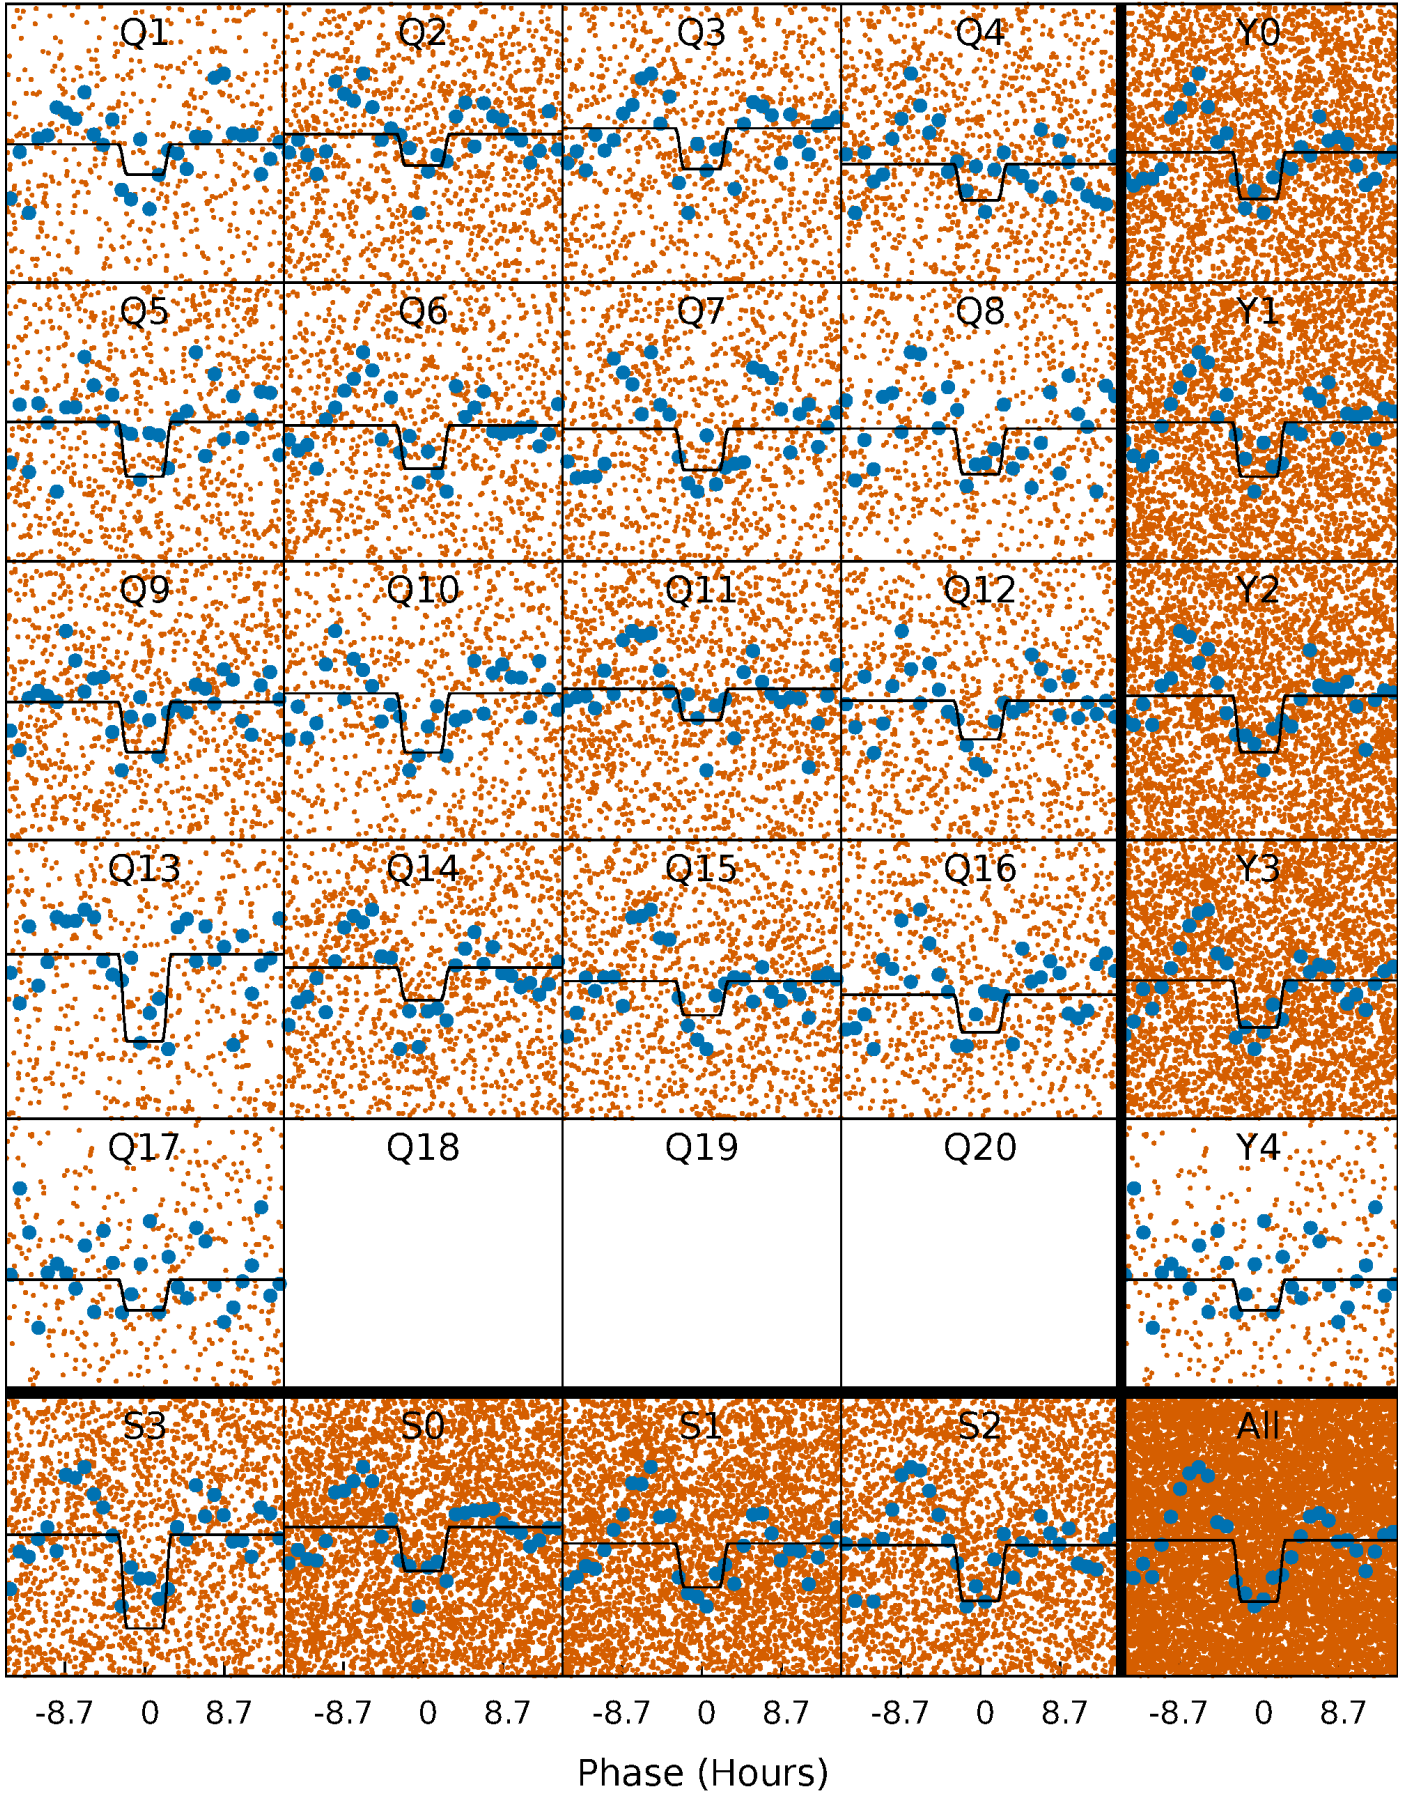 Q1 Q2 Q3 Q4 Y0
Q5 Q6 Q7 Q8 Y1
Q9 Q10 Q11 Q12 Y2
Q13 Q14 Q15 Q16 Y3
Q17 Q18 Q19 Q20 Y4
S3 S0 S1 S2 All
-8.7 0 8.7 -8.7 0 8.7 -8.7 0 8.7 -8.7 0 8.7 -8.7 0 8.7
Phase (Hours)